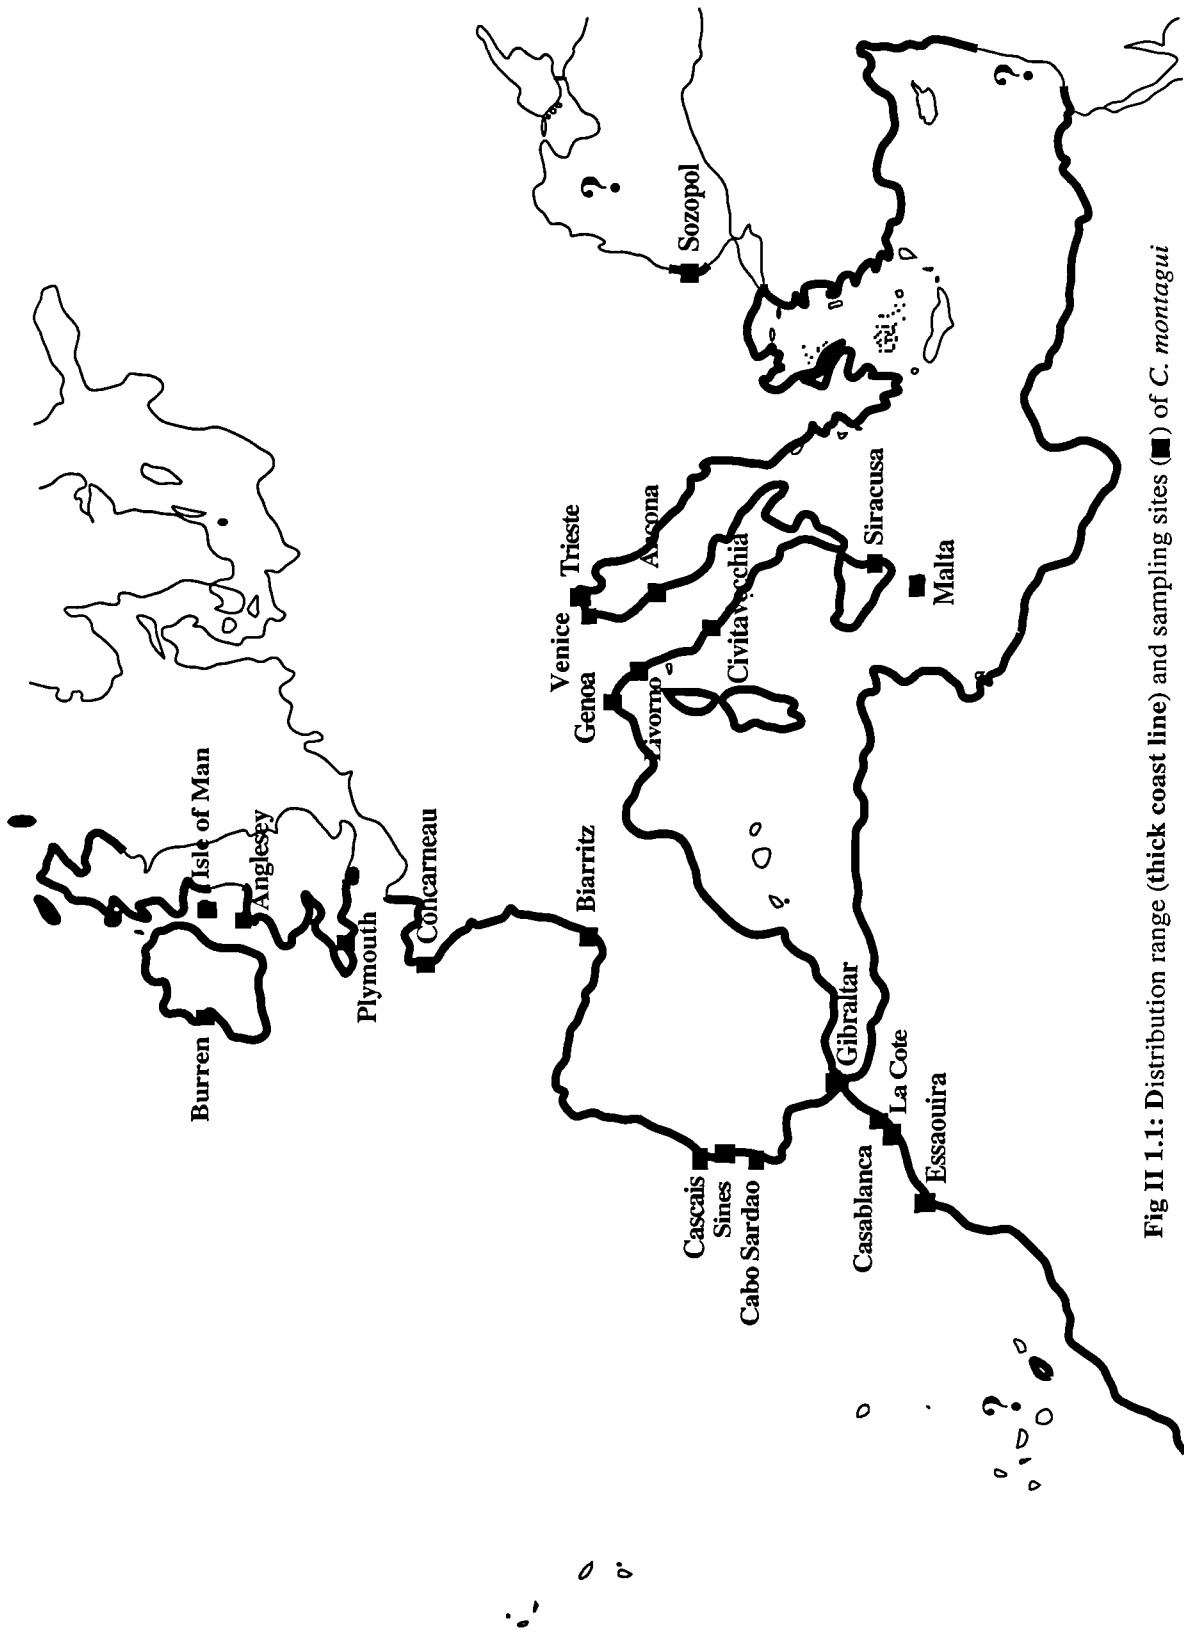 Burren
Isle of Man
Anglesey
Plymouth
Concarneau
Biarritz
Venice
Trieste
Genoa
Livorno
Ancona
Civitavecchia
Siracusa
Malta
Sozopol
?
?
Cascais
Sines
Cabo Sardao
Gibraltar
Casablanca
La Cote
Essaouira
?
Fig II 1.1: Distribution range (thick coast line) and sampling sites (■) of C. montagui